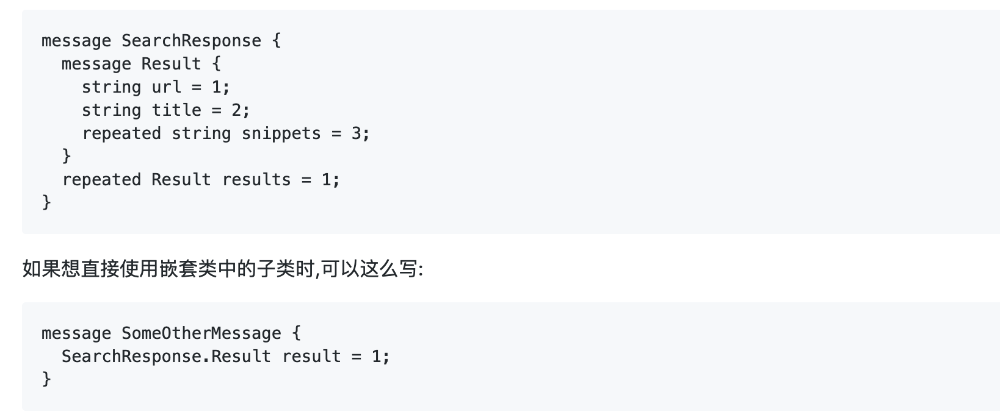 message SearchResponse {
  message Result {
    string url = 1;
    string title = 2;
    repeated string snippets = 3;
  }
  repeated Result results = 1;
}
如果想直接使用嵌套类中的子类时,可以这么写:
message SomeOtherMessage {
  SearchResponse.Result result = 1;
}